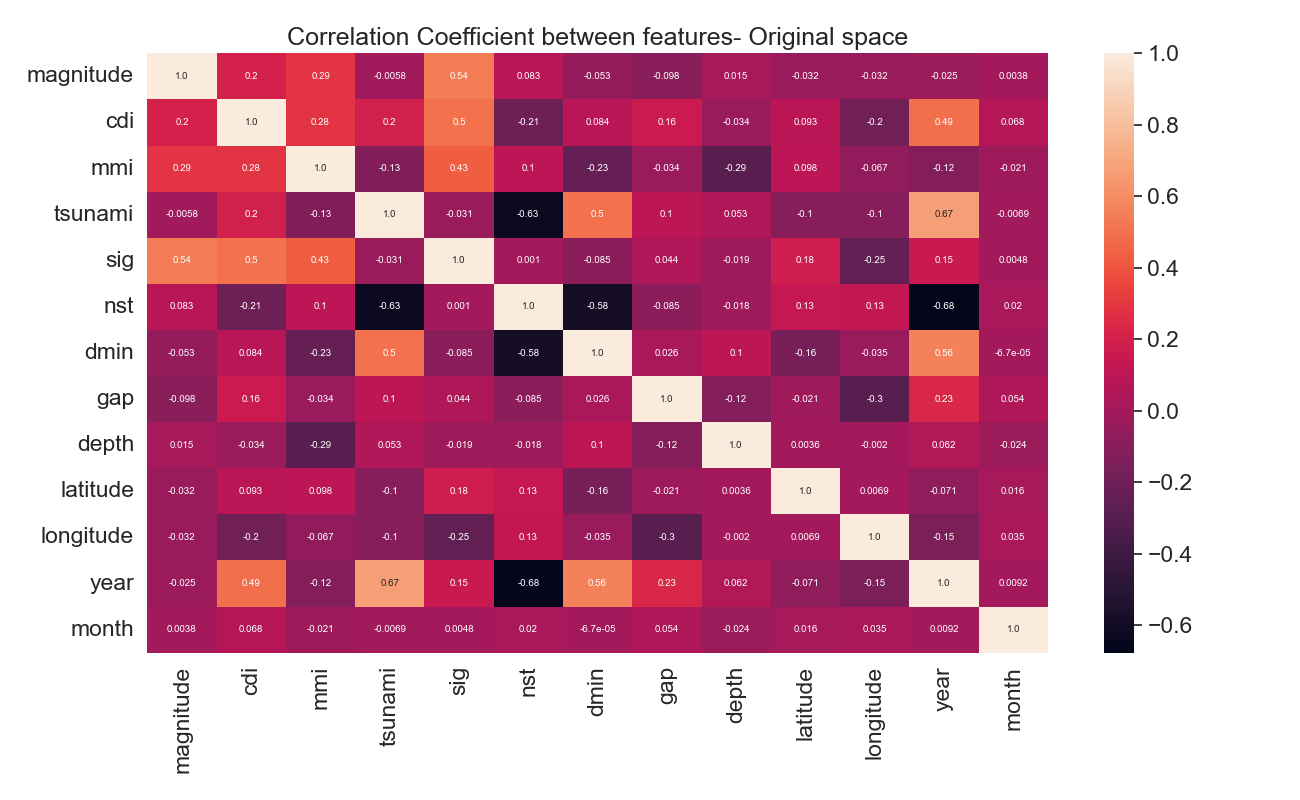 Correlation Coefficient between features- Original space
magnitude 1.0 0.2 0.29 -0.0058 0.54 0.083 -0.053 -0.098 0.015 -0.032 -0.032 -0.025 0.0038
cdi 0.2 1.0 0.28 0.2 0.5 -0.21 0.084 0.16 -0.034 0.093 -0.2 0.49 0.068
mmi 0.29 0.28 1.0 -0.13 0.43 0.1 -0.23 -0.034 -0.29 0.098 -0.067 -0.12 -0.021
tsunami -0.0058 0.2 -0.13 1.0 -0.031 -0.63 0.5 0.1 0.053 -0.1 -0.1 0.67 -0.0069
sig 0.54 0.5 0.43 -0.031 1.0 0.001 -0.085 0.044 -0.019 0.18 -0.25 0.15 0.0048
nst 0.083 -0.21 0.1 -0.63 0.001 1.0 -0.58 -0.085 -0.018 0.13 0.13 -0.68 0.02
dmin -0.053 0.084 -0.23 0.5 -0.085 -0.58 1.0 0.026 0.1 -0.16 -0.035 0.56 -6.7e-05
gap -0.098 0.16 -0.034 0.1 0.044 -0.085 0.026 1.0 -0.12 -0.021 -0.3 0.23 0.054
depth 0.015 -0.034 -0.29 0.053 -0.019 -0.018 0.1 -0.12 1.0 0.0036 -0.002 0.062 -0.024
latitude -0.032 0.093 0.098 -0.1 0.18 0.13 -0.16 -0.021 0.0036 1.0 0.0069 -0.071 0.016
longitude -0.032 -0.2 -0.067 -0.1 -0.25 0.13 -0.035 -0.3 -0.002 0.0069 1.0 -0.15 0.035
year -0.025 0.49 -0.12 0.67 0.15 -0.68 0.56 0.23 0.062 -0.071 -0.15 1.0 0.0092
month 0.0038 0.068 -0.021 -0.0069 0.0048 0.02 -6.7e-05 0.054 -0.024 0.016 0.035 0.0092 1.0
magnitude cdi mmi tsunami sig nst dmin gap depth latitude longitude year month
1.0
0.8
0.6
0.4
0.2
0.0
−0.2
−0.4
−0.6